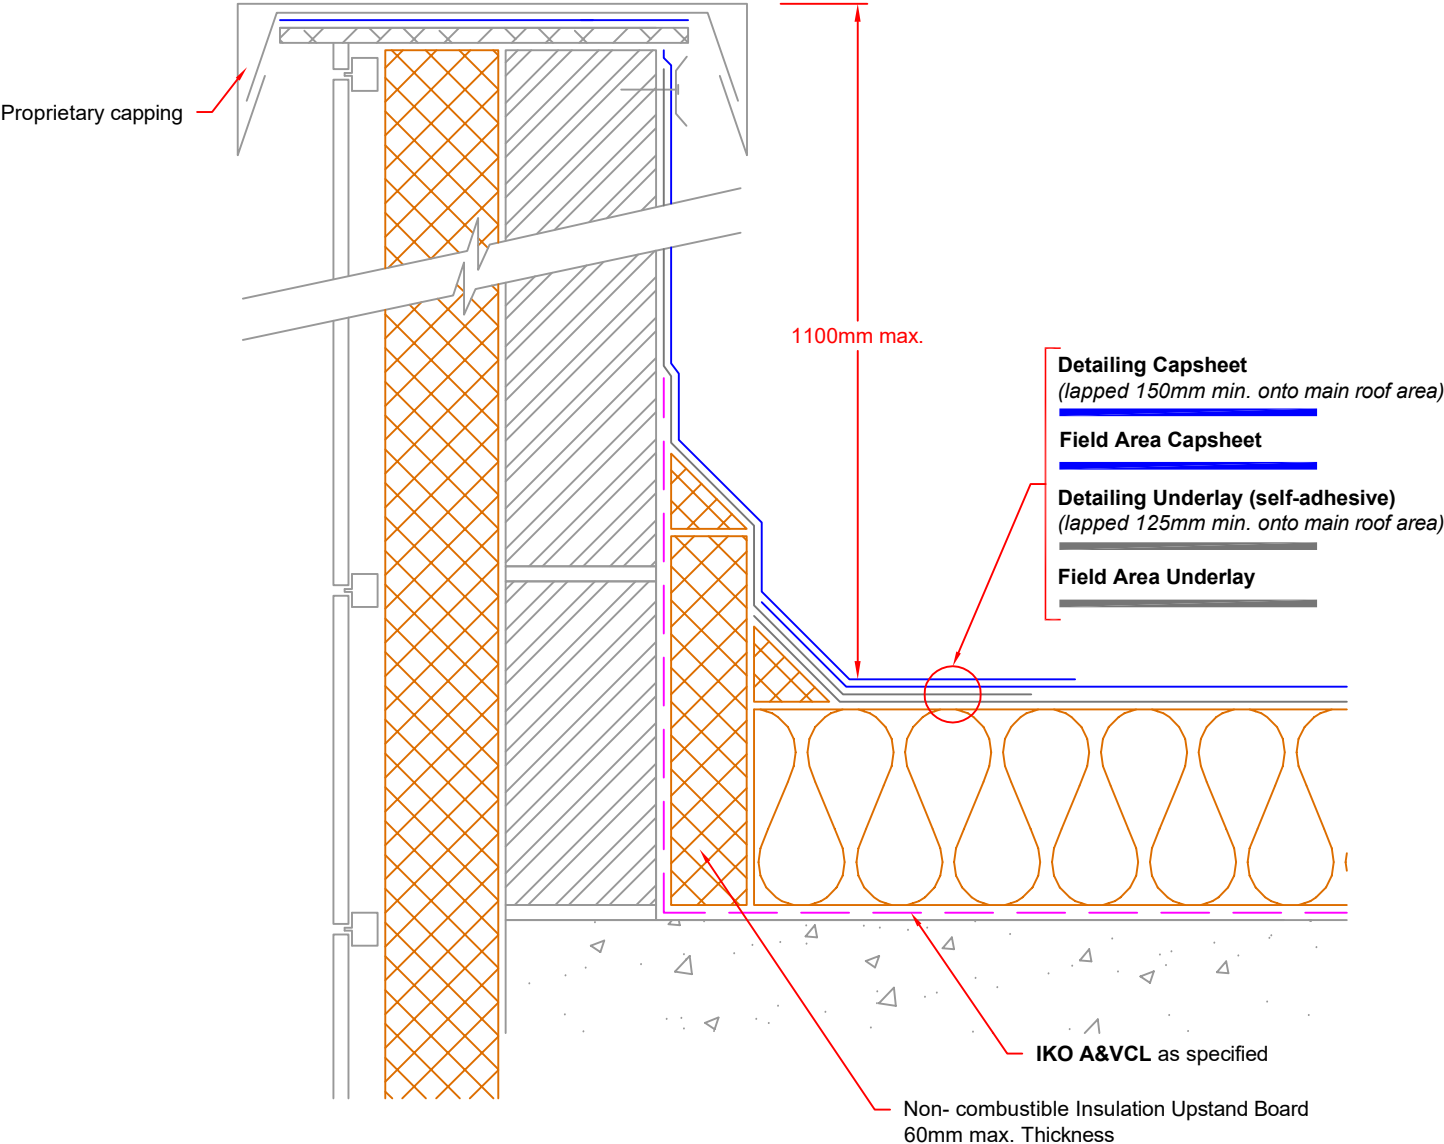 Proprietary capping
1100mm max.
Detailing Capsheet
(lapped 150mm min. onto main roof area)
Field Area Capsheet
Detailing Underlay (self-adhesive)
(lapped 125mm min. onto main roof area)
Field Area Underlay
IKO A&VCL as specified
Non- combustible Insulation Upstand Board
60mm max. Thickness